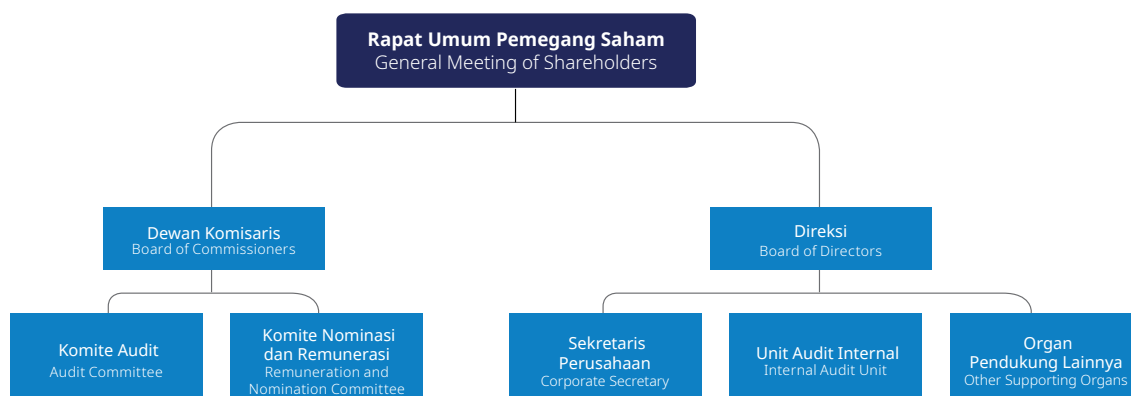 Rapat Umum Pemegang Saham
General Meeting of Shareholders
Dewan Komisaris
Board of Commissioners
Direksi
Board of Directors
Komite Audit
Audit Committee
Komite Nominasi
dan Remunerasi
Remuneration and
Nomination Committee
Sekretaris
Perusahaan
Corporate Secretary
Unit Audit Internal
Internal Audit Unit
Organ
Pendukung Lainnya
Other Supporting Organs